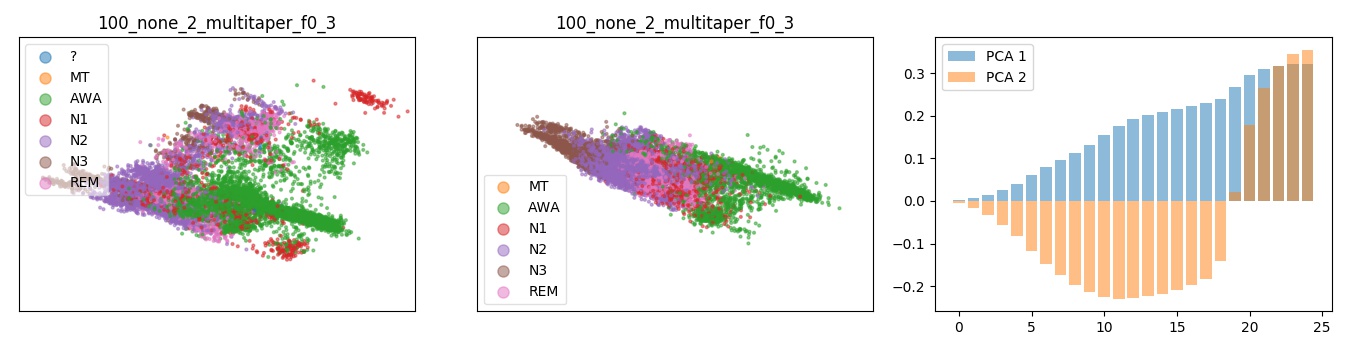 100_none_2_multitaper_f0_3
?
MT
AWA
N1
N2
N3
REM
100_none_2_multitaper_f0_3
MT
AWA
N1
N2
N3
REM
PCA 1
PCA 2
0.3
0.2
0.1
0.0
−0.1
−0.2
0 5 10 15 20 25